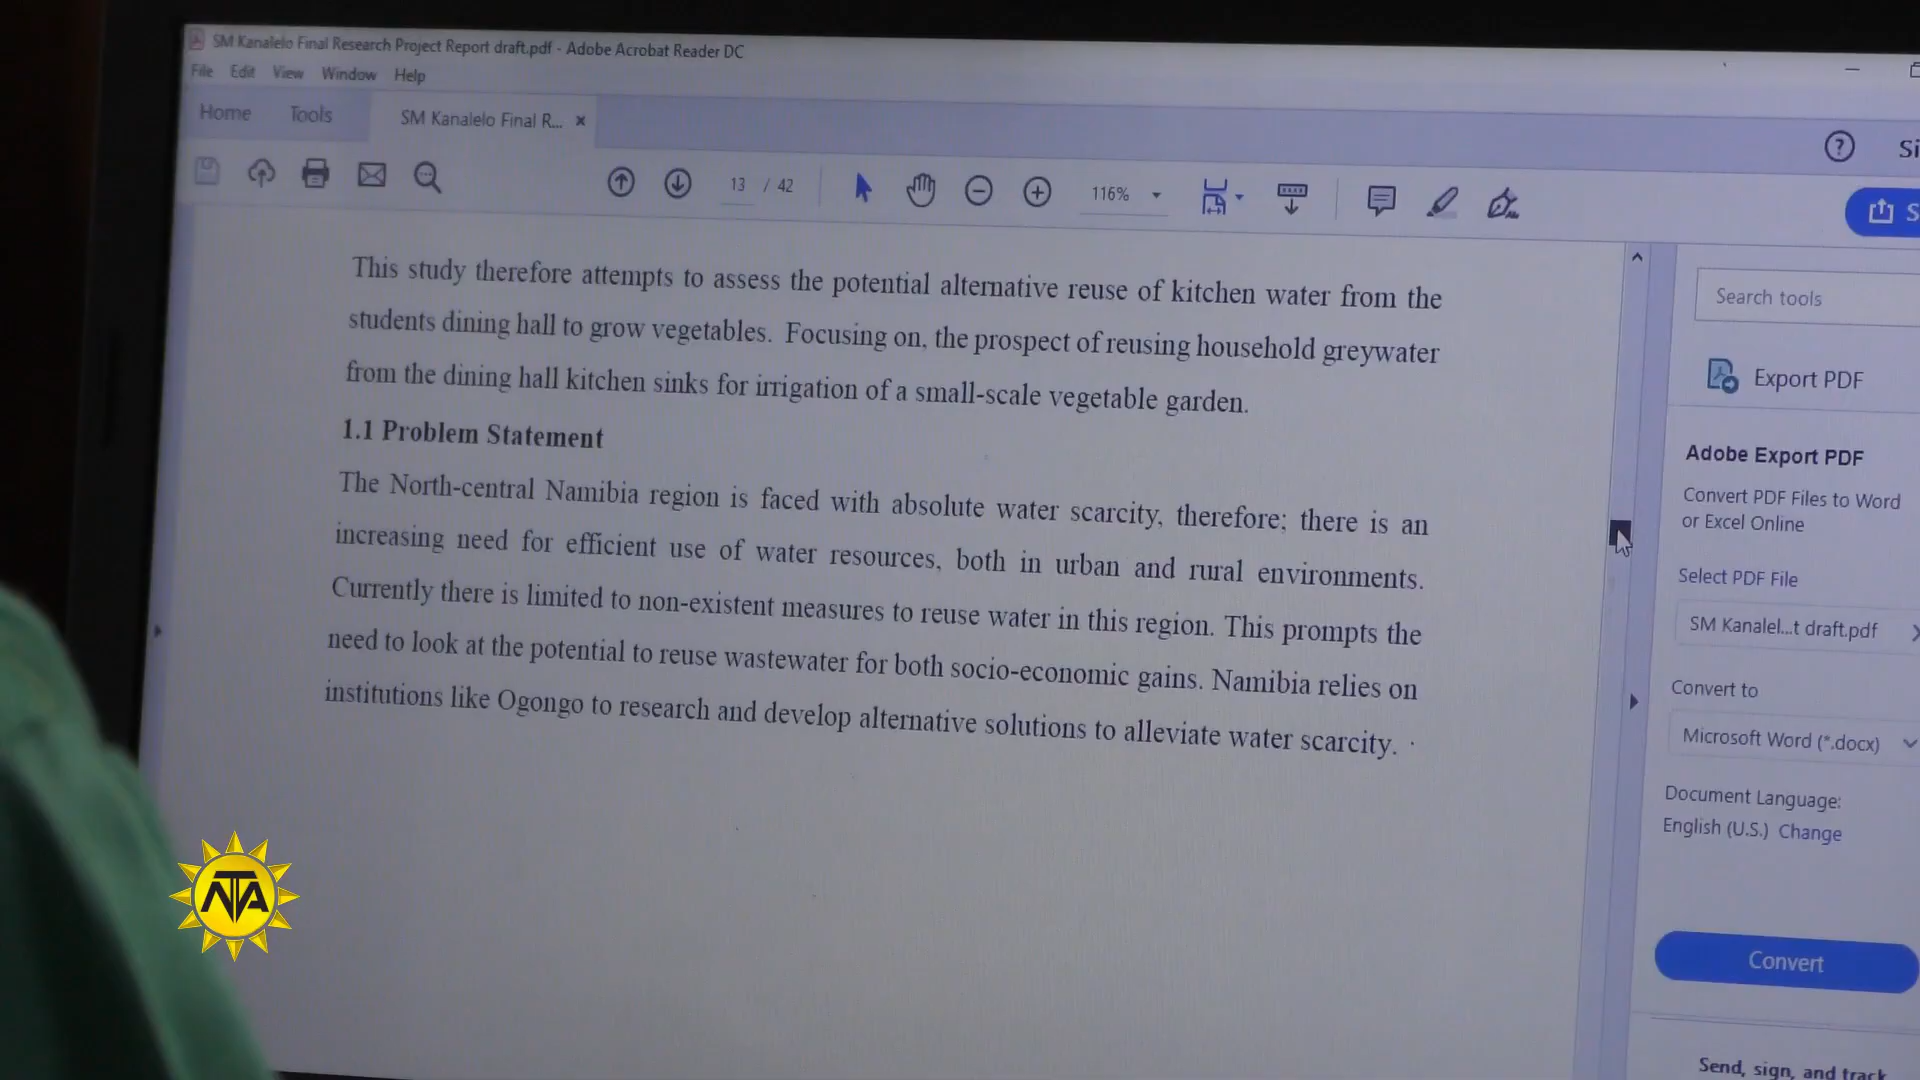 SM Kanalelo Final Research Project Report draft.pdf - Adobe Acrobat Reader DC
File Edit View Window Help
Home Tools SM Kanalelo Final R... ×
? Si
13 / 42 116%
S
This study therefore attempts to assess the potential alternative reuse of kitchen water from the
students dining hall to grow vegetables. Focusing on, the prospect of reusing household greywater
from the dining hall kitchen sinks for irrigation of a small-scale vegetable garden.
1.1 Problem Statement
The North-central Namibia region is faced with absolute water scarcity, therefore; there is an
increasing need for efficient use of water resources, both in urban and rural environments.
Currently there is limited to non-existent measures to reuse water in this region. This prompts the
need to look at the potential to reuse wastewater for both socio-economic gains. Namibia relies on
institutions like Ogongo to research and develop alternative solutions to alleviate water scarcity.
Search tools
Export PDF
Adobe Export PDF
Convert PDF Files to Word
or Excel Online
Select PDF File
SM Kanalel...t draft.pdf
Convert to
Microsoft Word (*.docx)
Document Language:
English (U.S.) Change
Convert
Send, sign, and track
NTA